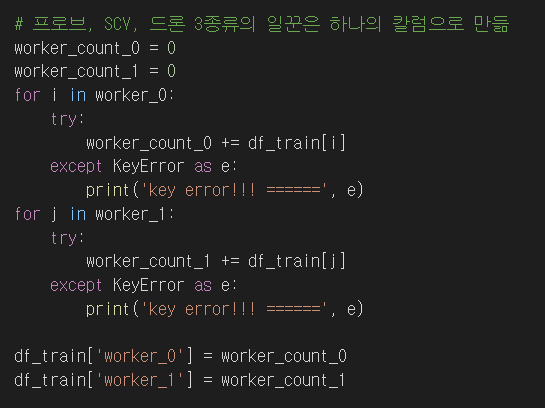 # 프로브, SCV, 드론 3종류의 일꾼은 하나의 칼럼으로 만듦
worker_count_0 = 0
worker_count_1 = 0
for i in worker_0:
    try:
        worker_count_0 += df_train[i]
    except KeyError as e:
        print('key error!!! ======', e)
for j in worker_1:
    try:
        worker_count_1 += df_train[j]
    except KeyError as e:
        print('key error!!! ======', e)

df_train['worker_0'] = worker_count_0
df_train['worker_1'] = worker_count_1